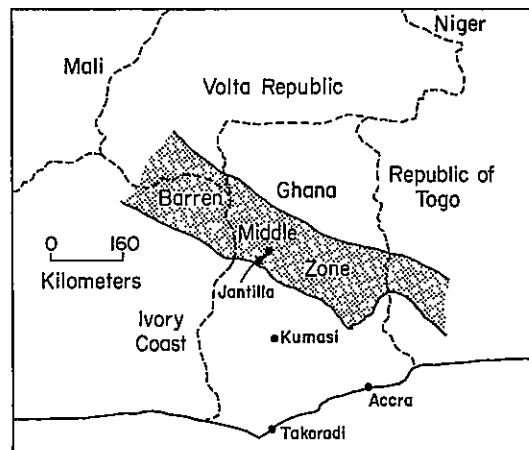 Niger
Mali
Volta Republic
Republic of
Togo
Barren
Ghana
Middle
0 160
Kilometers
Zone
Jantilla
Ivory
Coast
Kumasi
Accra
Takoradi